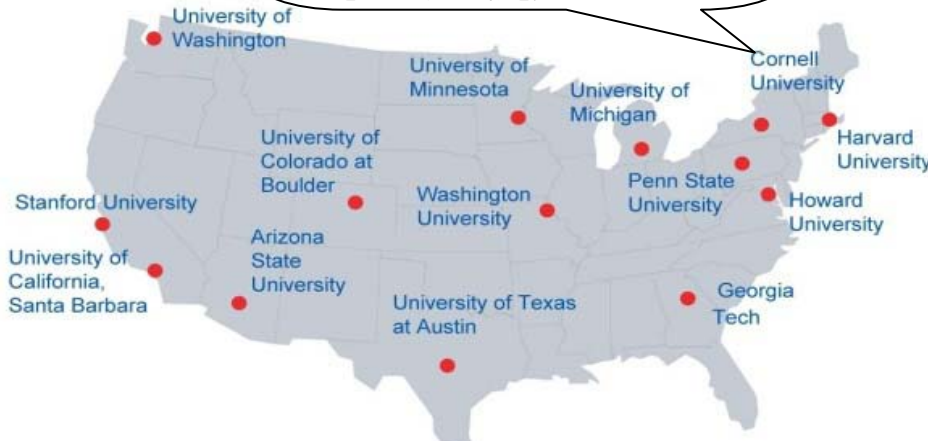 University of
Washington
Cornell
University
University of
Minnesota
University of
Michigan
University of
Colorado at
Boulder
Harvard
University
Washington
University
Penn State
University
Howard
University
Stanford University
Arizona
State
University
University of
California,
Santa Barbara
University of Texas
at Austin
Georgia
Tech